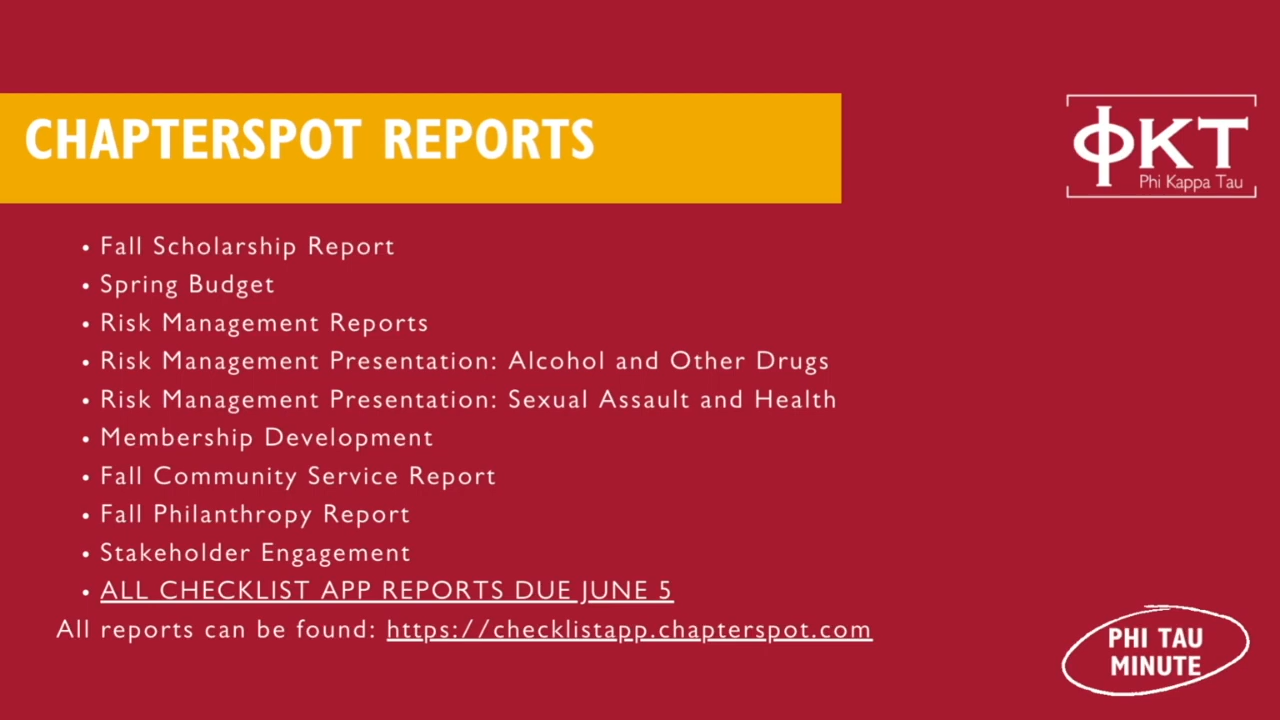 CHAPTERSPOT REPORTS
ΦΚΤ
Phi Kappa Tau
• Fall Scholarship Report
• Spring Budget
• Risk Management Reports
• Risk Management Presentation: Alcohol and Other Drugs
• Risk Management Presentation: Sexual Assault and Health
• Membership Development
• Fall Community Service Report
• Fall Philanthropy Report
• Stakeholder Engagement
• ALL CHECKLIST APP REPORTS DUE JUNE 5
All reports can be found: https://checklistapp.chapterspot.com
PHI TAU
MINUTE